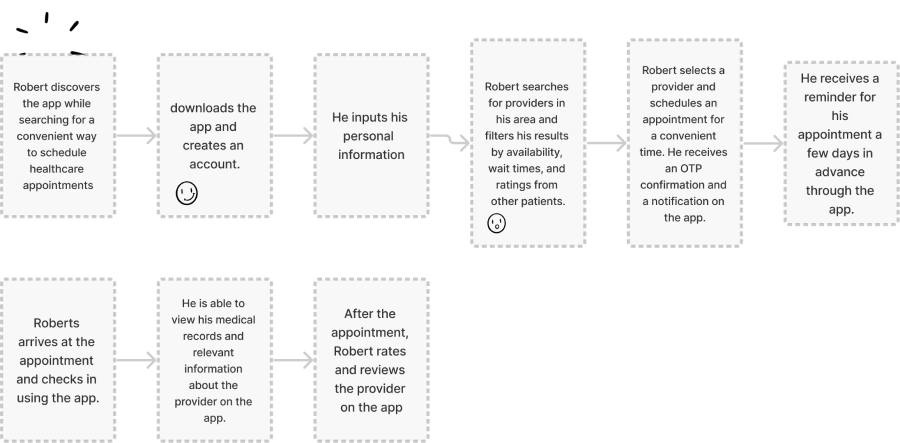 Robert discovers
the app while
searching for a
convenient way
to schedule
healthcare
appointments
downloads the
app and
creates an
account.
He inputs his
personal
information
Robert searches
for providers in
his area and
filters his results
by availability,
wait times, and
ratings from
other patients.
Robert selects a
provider and
schedules an
appointment for
a convenient
time. He receives
an OTP
confirmation and
a notification on
the app.
He receives a
reminder for
his
appointment a
few days in
advance
through the
app.
Roberts
arrives at the
appointment
and checks in
using the app.
He is able to
view his medical
records and
relevant
information
about the
provider on the
app.
After the
appointment,
Robert rates
and reviews
the provider
on the app